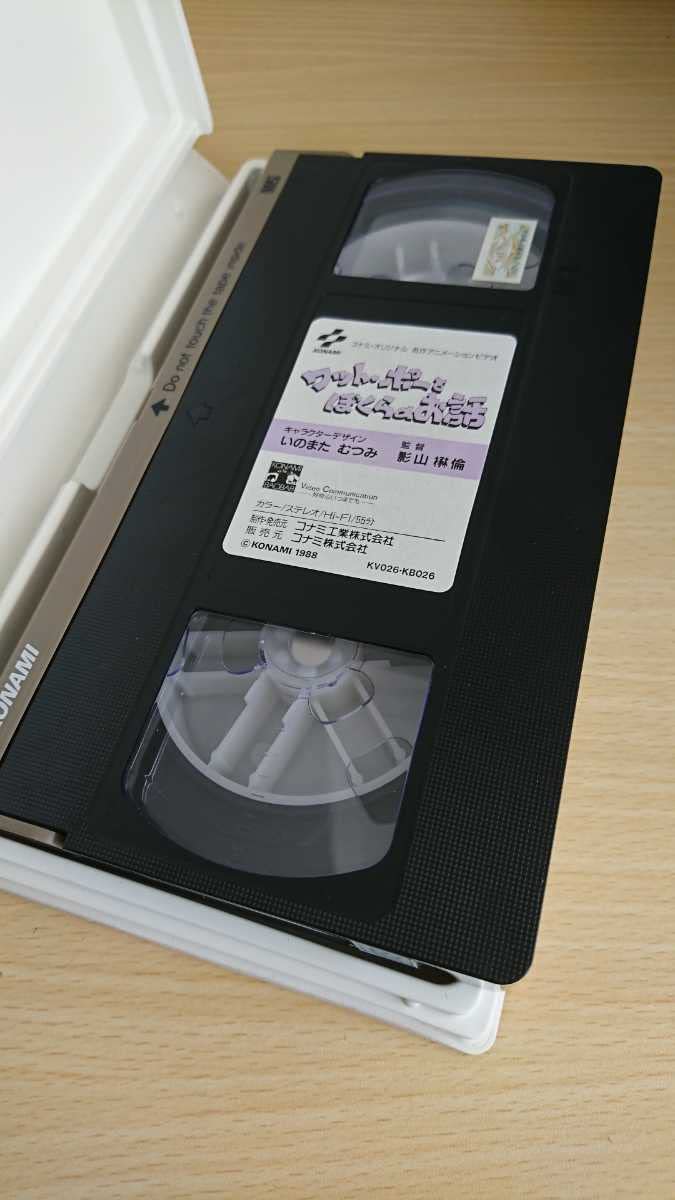 VHS
Do not touch the tape inside
KONAMI
KONAMI
コナミ・オリジナル 名作アニメーションビデオ
ワット・ポーと
ぼくらのお話
キャラクターデザイン 監督
いのまた むつみ 影山楙倫
KONAMI
Video Communication
カラー/ステレオ/Hi-Fi/55分
制作・発売元 コナミ工業株式会社
販売元 コナミ株式会社
© KONAMI 1988
KV026-KB026